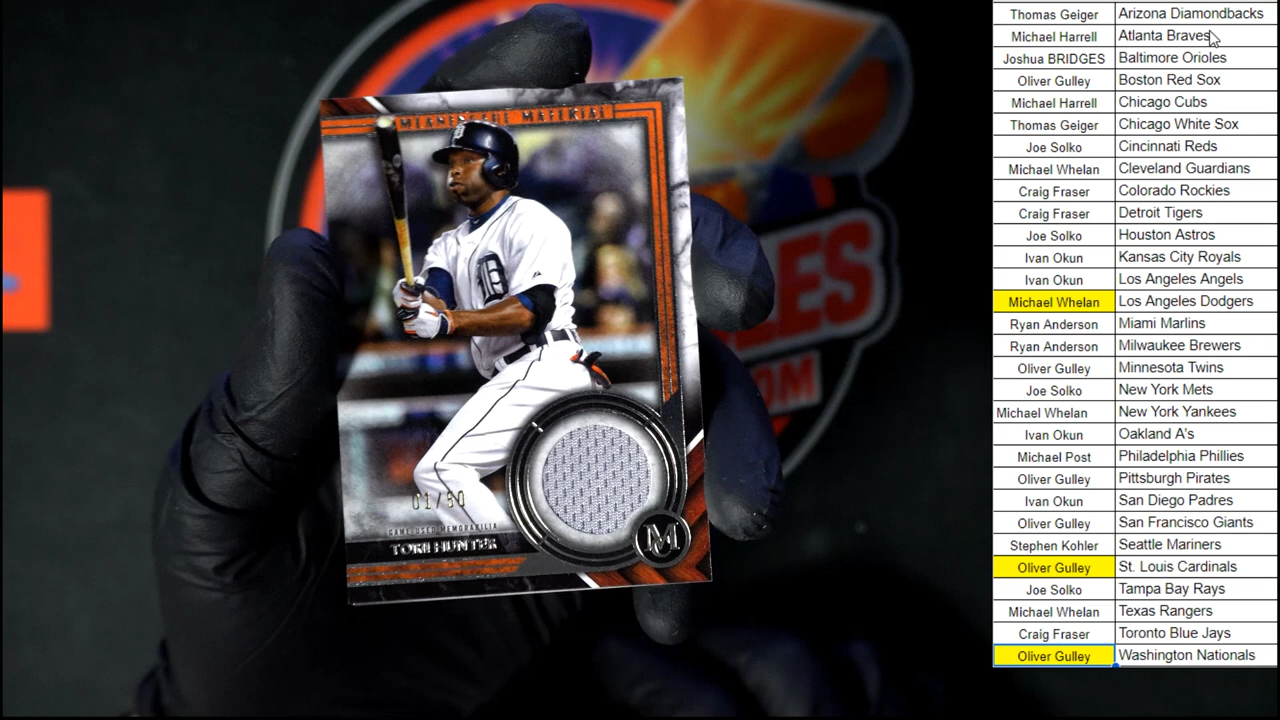 MEANINGFUL MATERIAL
D
01/50
GAME-USED MEMORABILIA
TORII HUNTER
M
LES
OM
Thomas Geiger Arizona Diamondbacks
Michael Harrell Atlanta Braves
Joshua BRIDGES Baltimore Orioles
Oliver Gulley Boston Red Sox
Michael Harrell Chicago Cubs
Thomas Geiger Chicago White Sox
Joe Solko Cincinnati Reds
Michael Whelan Cleveland Guardians
Craig Fraser Colorado Rockies
Craig Fraser Detroit Tigers
Joe Solko Houston Astros
Ivan Okun Kansas City Royals
Ivan Okun Los Angeles Angels
Michael Whelan Los Angeles Dodgers
Ryan Anderson Miami Marlins
Ryan Anderson Milwaukee Brewers
Oliver Gulley Minnesota Twins
Joe Solko New York Mets
Michael Whelan New York Yankees
Ivan Okun Oakland A's
Michael Post Philadelphia Phillies
Oliver Gulley Pittsburgh Pirates
Ivan Okun San Diego Padres
Oliver Gulley San Francisco Giants
Stephen Kohler Seattle Mariners
Oliver Gulley St. Louis Cardinals
Joe Solko Tampa Bay Rays
Michael Whelan Texas Rangers
Craig Fraser Toronto Blue Jays
Oliver Gulley Washington Nationals